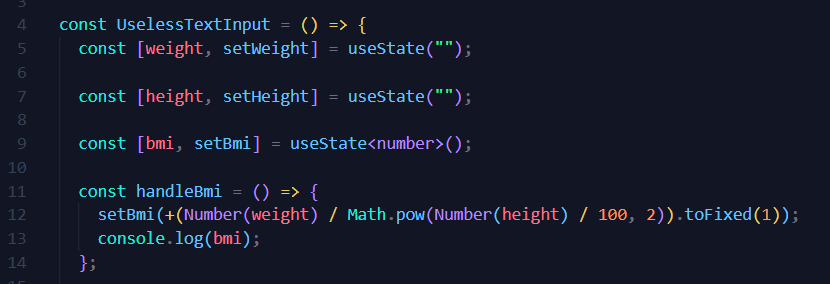 3
4 const UselessTextInput = () => {
5 const [weight, setWeight] = useState("");
6
7 const [height, setHeight] = useState("");
8
9 const [bmi, setBmi] = useState<number>();
10
11 const handleBmi = () => {
12 setBmi(+(Number(weight) / Math.pow(Number(height) / 100, 2)).toFixed(1));
13 console.log(bmi);
14 };